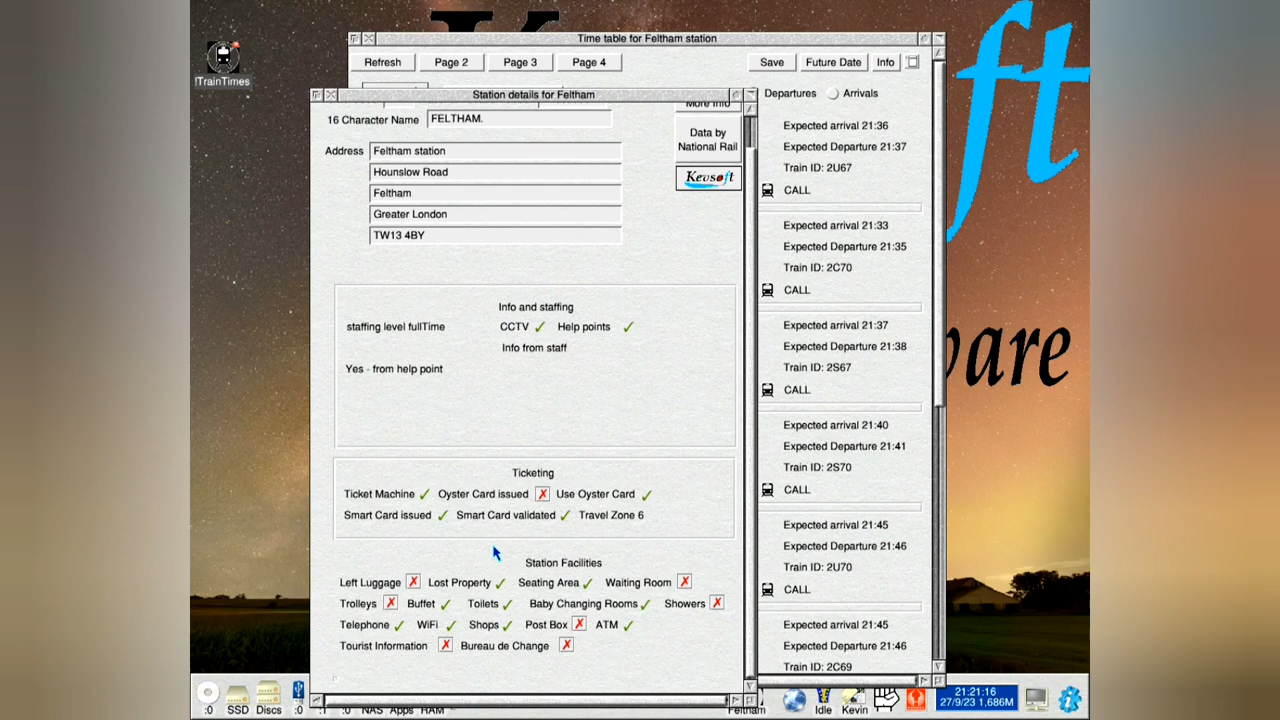 Time table for Feltham station
!TrainTimes
Refresh Page 2 Page 3 Page 4 Save Future Date Info
Station details for Feltham
Departures Arrivals
More Info
16 Character Name FELTHAM.
Data by
National Rail
Kevsoft
Address Feltham station
Hounslow Road
Feltham
Greater London
TW13 4BY
Info and staffing
staffing level fullTime CCTV Help points
Info from staff
Yes - from help point
Ticketing
Ticket Machine Oyster Card issued Use Oyster Card
Smart Card issued Smart Card validated Travel Zone 6
Station Facilities
Left Luggage Lost Property Seating Area Waiting Room
Trolleys Buffet Toilets Baby Changing Rooms Showers
Telephone WiFi Shops Post Box ATM
Tourist Information Bureau de Change
Expected arrival 21:36
Expected Departure 21:37
Train ID: 2U67
CALL
Expected arrival 21:33
Expected Departure 21:35
Train ID: 2C70
CALL
Expected arrival 21:37
Expected Departure 21:38
Train ID: 2S67
CALL
Expected arrival 21:40
Expected Departure 21:41
Train ID: 2S70
CALL
Expected arrival 21:45
Expected Departure 21:46
Train ID: 2U70
CALL
Expected arrival 21:45
Expected Departure 21:46
Train ID: 2C69
:0 SSD Discs :0 :1 :0 NAS Apps RAM Feltham Idle Kevin
21:21:16
27/9/23 1,686M